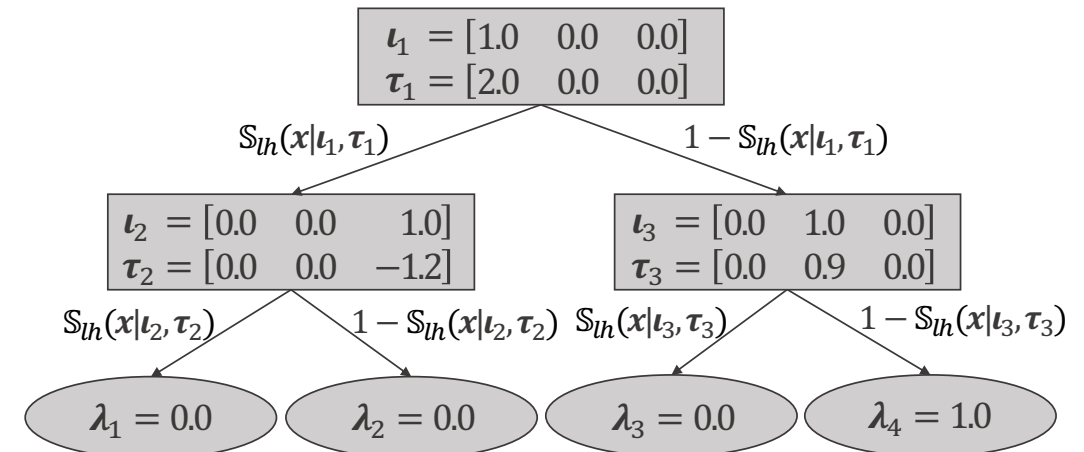 𝜾₁ = [1.0 0.0 0.0]
𝝉₁ = [2.0 0.0 0.0]
𝕊ₗₕ(𝒙|𝜾₁, 𝝉₁) 1 − 𝕊ₗₕ(𝒙|𝜾₁, 𝝉₁)
𝜾₂ = [0.0 0.0 1.0] 𝜾₃ = [0.0 1.0 0.0]
𝝉₂ = [0.0 0.0 −1.2] 𝝉₃ = [0.0 0.9 0.0]
𝕊ₗₕ(𝒙|𝜾₂, 𝝉₂) 1 − 𝕊ₗₕ(𝒙|𝜾₂, 𝝉₂) 𝕊ₗₕ(𝒙|𝜾₃, 𝝉₃) 1 − 𝕊ₗₕ(𝒙|𝜾₃, 𝝉₃)
𝝀₁ = 0.0 𝝀₂ = 0.0 𝝀₃ = 0.0 𝝀₄ = 1.0